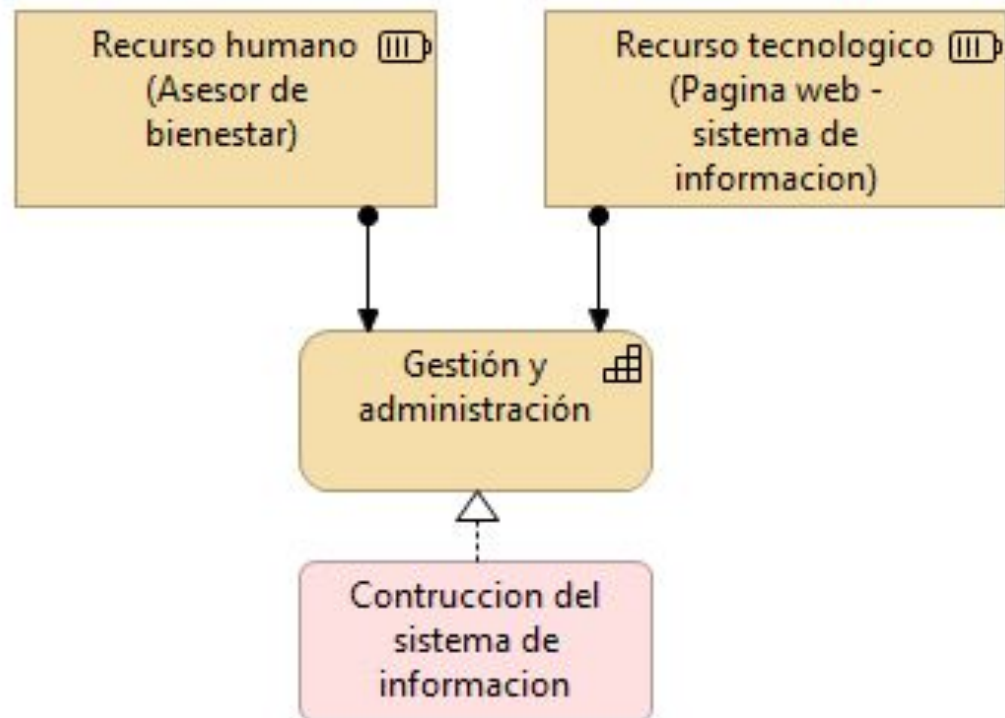 Recurso humano
(Asesor de
bienestar)
Recurso tecnologico
(Pagina web -
sistema de
informacion)
Gestión y
administración
Contruccion del
sistema de
informacion